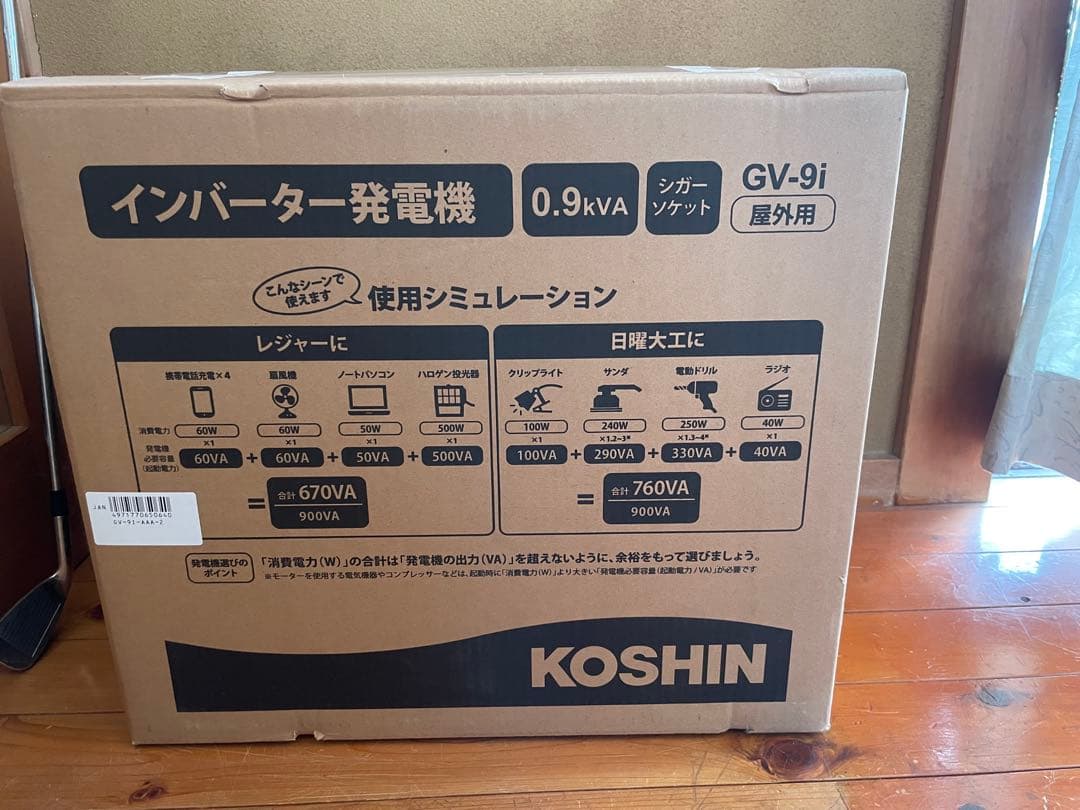 インバーター発電機
0.9kVA
シガー
ソケット
GV-9i
屋外用
こんなシーンで
使えます
使用シミュレーション
レジャーに
携帯電話充電×4 扇風機 ノートパソコン ハロゲン投光器
消費電力 60W 60W 50W 500W
×1 ×1 ×1
発電機
必要容量
(起動電力)
60VA + 60VA + 50VA + 500VA
= 合計 670VA
900VA
日曜大工に
クリップライト サンダ 電動ドリル ラジオ
100W 240W 250W 40W
×1 ×1.2~3* ×1.3~4* ×1
100VA + 290VA + 330VA + 40VA
= 合計 760VA
900VA
JAN
4971770650640
GV-9I-AAA-2
発電機選びの
ポイント
「消費電力(W)」の合計は「発電機の出力(VA)」を超えないように、余裕をもって選びましょう。
※モーターを使用する電気機器やコンプレッサーなどは、起動時に「消費電力(W)」より大きい「発電機必要容量(起動電力/VA)」が必要です
KOSHIN